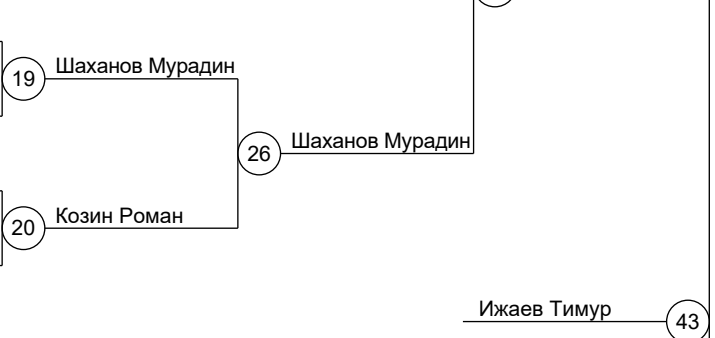 19 Шаханов Мурадин
26 Шаханов Мурадин
20 Козин Роман
Ижаев Тимур 43